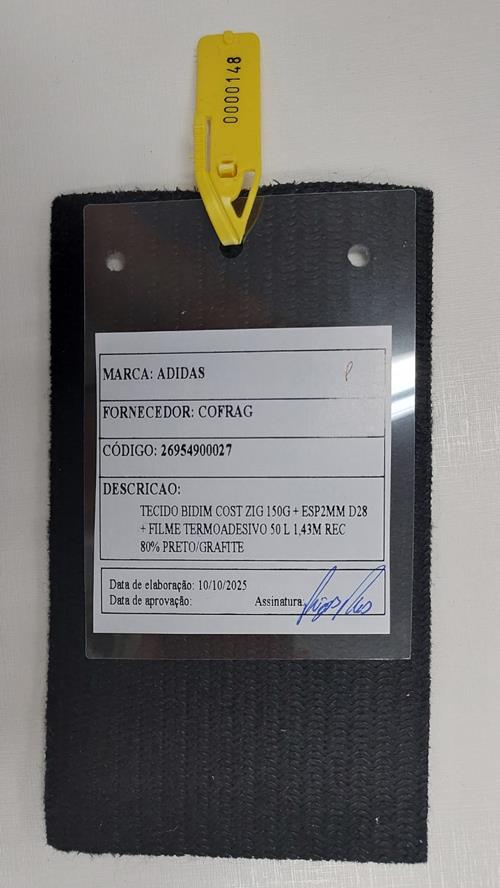 0000148
MARCA: ADIDAS
FORNECEDOR: COFRAG
CÓDIGO: 26954900027
DESCRICAO:
TECIDO BIDIM COST ZIG 150G + ESP2MM D28
+ FILME TERMOADESIVO 50 L 1,43M REC
80% PRETO/GRAFITE
Data de elaboração: 10/10/2025
Data de aprovação: Assinatura: